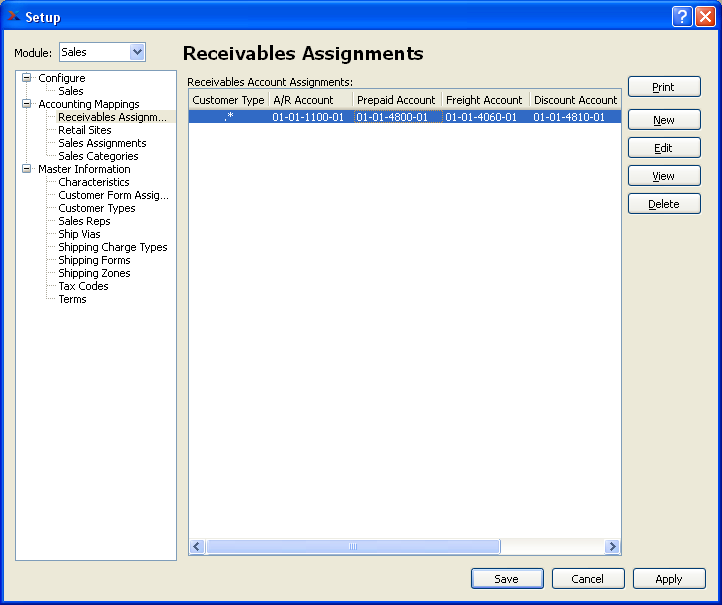 Setup
Module: Sales
Receivables Assignments
Configure
Sales
Accounting Mappings
Receivables Assignm...
Retail Sites
Sales Assignments
Sales Categories
Master Information
Characteristics
Customer Form Assig...
Customer Types
Sales Reps
Ship Vias
Shipping Charge Types
Shipping Forms
Shipping Zones
Tax Codes
Terms
Receivables Account Assignments:
Customer Type A/R Account Prepaid Account Freight Account Discount Account
.* 01-01-1100-01 01-01-4800-01 01-01-4060-01 01-01-4810-01
Print
New
Edit
View
Delete
Save Cancel Apply